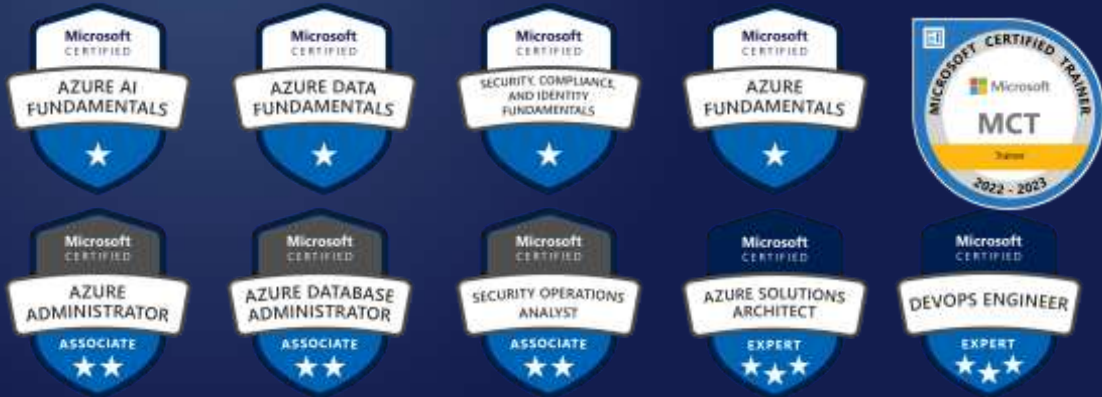 Microsoft
CERTIFIED
AZURE AI
FUNDAMENTALS
Microsoft
CERTIFIED
AZURE DATA
FUNDAMENTALS
Microsoft
CERTIFIED
SECURITY, COMPLIANCE,
AND IDENTITY
FUNDAMENTALS
Microsoft
CERTIFIED
AZURE
FUNDAMENTALS
MICROSOFT CERTIFIED TRAINER
Microsoft
MCT
Trainer
2022 - 2023
Microsoft
CERTIFIED
AZURE
ADMINISTRATOR
ASSOCIATE
Microsoft
CERTIFIED
AZURE DATABASE
ADMINISTRATOR
ASSOCIATE
Microsoft
CERTIFIED
SECURITY OPERATIONS
ANALYST
ASSOCIATE
Microsoft
CERTIFIED
AZURE SOLUTIONS
ARCHITECT
EXPERT
Microsoft
CERTIFIED
DEVOPS ENGINEER
EXPERT